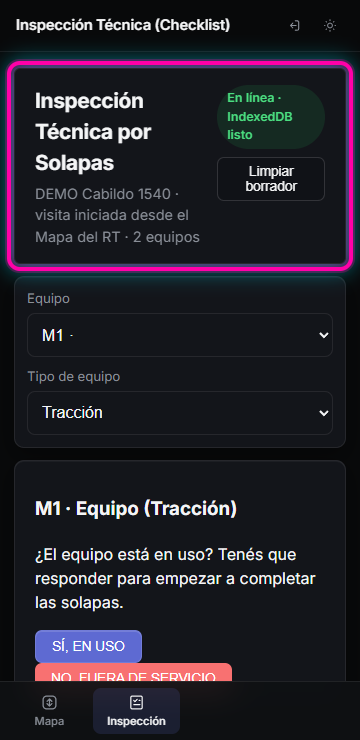 Inspección Técnica (Checklist)
Inspección
Técnica por
Solapas
DEMO Cabildo 1540 ·
visita iniciada desde el
Mapa del RT · 2 equipos
En línea ·
IndexedDB
listo
Limpiar
borrador
Equipo
M1 ·
Tipo de equipo
Tracción
M1 · Equipo (Tracción)
¿El equipo está en uso? Tenés que
responder para empezar a completar
las solapas.
SÍ, EN USO
NO, FUERA DE SERVICIO
Mapa
Inspección